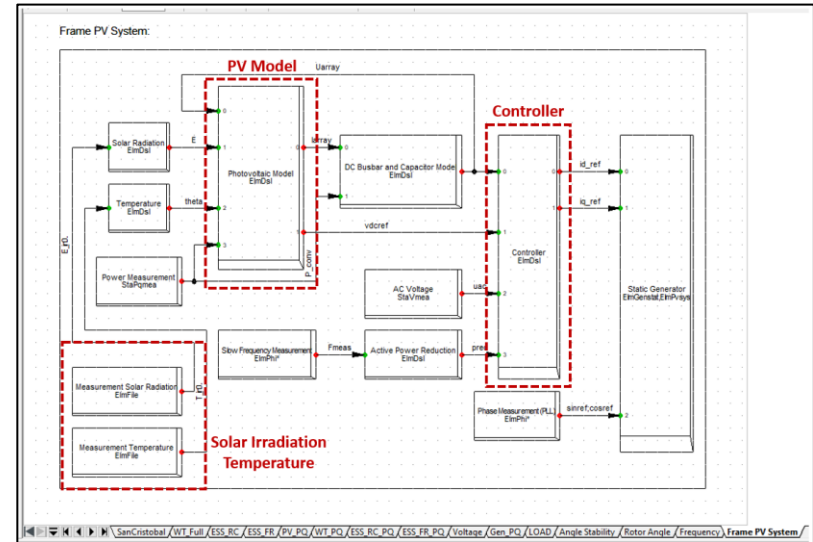 Frame PV System:
PV Model
Uarray
Controller
Solar Radiation
ElmDsl
E
Photovoltaic Model
ElmDsl
Iarray
DC Busbar and Capacitor Mode
ElmDsl
id_ref
iq_ref
Temperature
ElmDsl
theta
vdcref
Controller
ElmDsl
E_r0,
Power Measurement
StaPqmea
P_conv
AC Voltage
StaVmea
uac
Static Generator
ElmGenstat,ElmPvsys
Slow Frequency Measurement
ElmPhi*
Fmeas
Active Power Reduction
ElmDsl
pred
Measurement Solar Radiation
ElmFile
T_r0,
Phase Measurement (PLL)
ElmPhi*
sinref;cosref
Measurement Temperature
ElmFile
Solar Irradiation
Temperature
0
1
2
3
0
1
0
1
0
1
2
3
0
1
0
1
2
SanCristobal WT_Full ESS_RC ESS_FR PV_PQ WT_PQ ESS_RC_PQ ESS_FR_PQ Voltage Gen_PQ LOAD Angle Stability Rotor Angle Frequency Frame PV System